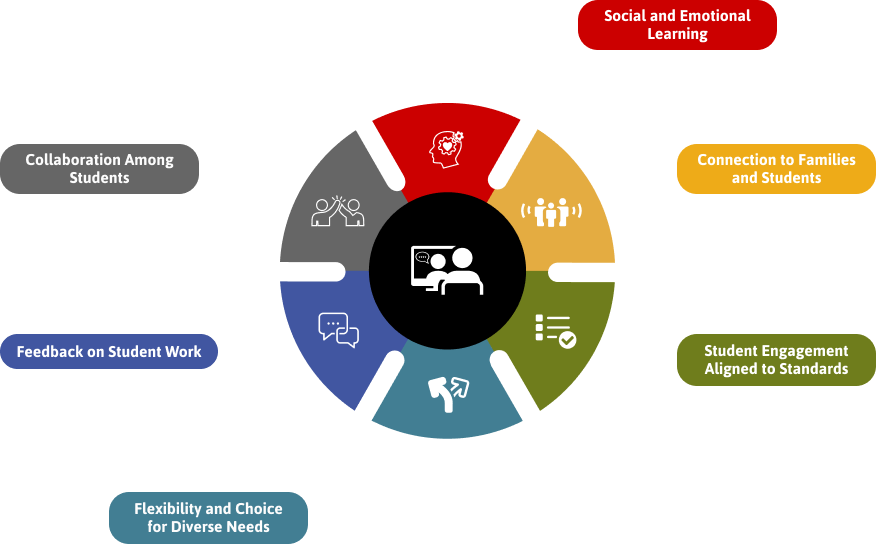 Social and Emotional
Learning
Collaboration Among
Students
Connection to Families
and Students
Feedback on Student Work
Student Engagement
Aligned to Standards
Flexibility and Choice
for Diverse Needs